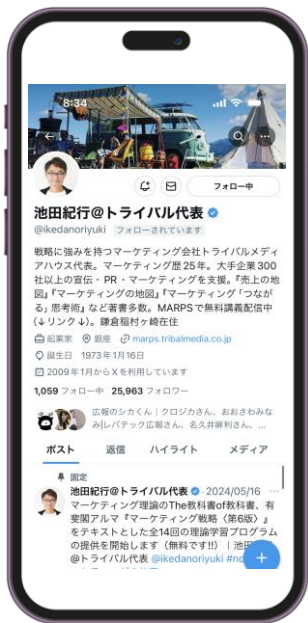 8:34
フォロー中
池田紀行@トライバル代表
@ikedanoriyuki フォローされています
戦略に強みを持つマーケティング会社トライバルメディ
アハウス代表。マーケティング歴25年。大手企業300
社以上の宣伝・PR・マーケティングを支援。『売上の地
図』『マーケティングの地図』『マーケティング「つなが
る」思考術』など著書多数。MARPSで無料講義配信中
(↓リンク↓)。鎌倉稲村ヶ崎在住
起業家 銀座 marps.tribalmedia.co.jp
誕生日 1973年1月16日
2009年1月からXを利用しています
1,059 フォロー中 25,963 フォロワー
広報のシカくん｜クロジカさん、おおさわみな
み|レバテック広報さん、名久井麻利さん、...
ポスト 返信 ハイライト メディア
固定
池田紀行@トライバル代表 · 2024/05/16 ...
マーケティング理論のThe教科書of教科書、有
斐閣アルマ『マーケティング戦略〔第6版〕』
をテキストとした全14回の理論学習プログラム
の提供を開始します（無料です!!）｜池田
@トライバル代表 @ikedanoriyuki #no